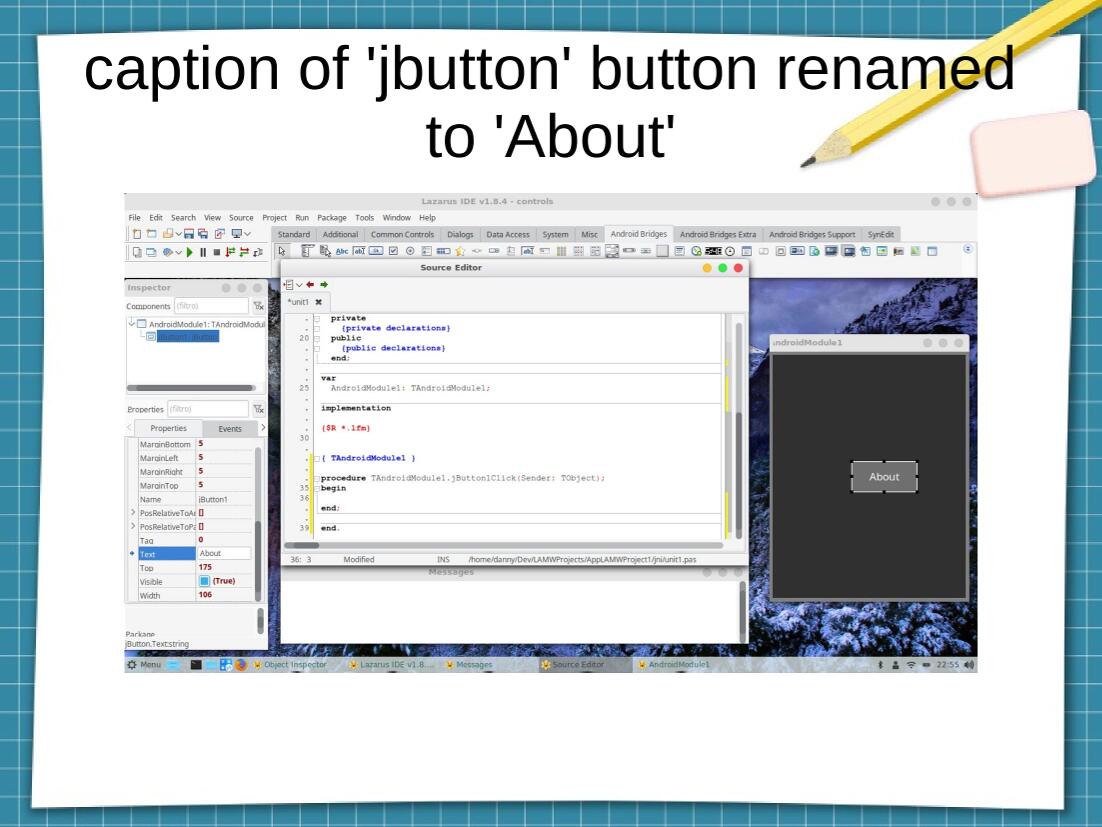 caption of 'jbutton' button renamed
to 'About'
Lazarus IDE v1.8.4 - controls
File Edit Search View Source Project Run Package Tools Window Help
Standard Additional Common Controls Dialogs Data Access System Misc Android Bridges Android Bridges Extra Android Bridges Support SynEdit
Inspector
Components (filtro)
AndroidModule1: TAndroidModul
Properties (filtro)
Properties Events
MarginBottom 5
MarginLeft 5
MarginRight 5
MarginTop 5
Name jButton1
PosRelativeToAn []
PosRelativeToPa []
Tag 0
Text About
Top 175
Visible (True)
Width 106
Package
jButton.Text:string
Source Editor
*unit1
private
{private declarations}
20 public
{public declarations}
end;
var
25 AndroidModule1: TAndroidModule1;
implementation
{$R *.lfm}
30
{ TAndroidModule1 }
procedure TAndroidModule1.jButton1Click(Sender: TObject);
35 begin
36
end;
39 end.
36: 3 Modified INS /home/danny/Dev/LAMWProjects/AppLAMWProject1/jni/unit1.pas
Messages
AndroidModule1
About
Menu Object Inspector Lazarus IDE v1.8.... Messages Source Editor AndroidModule1 22:55